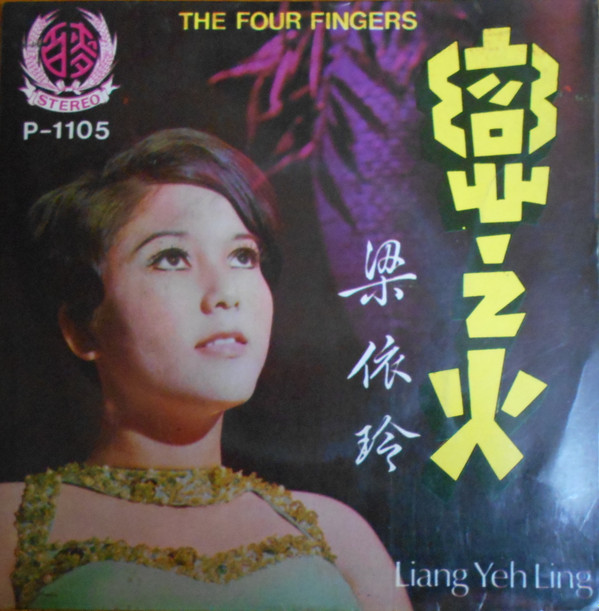 THE FOUR FINGERS
STEREO
P-1105
戀之火
梁依玲
Liang Yeh Ling